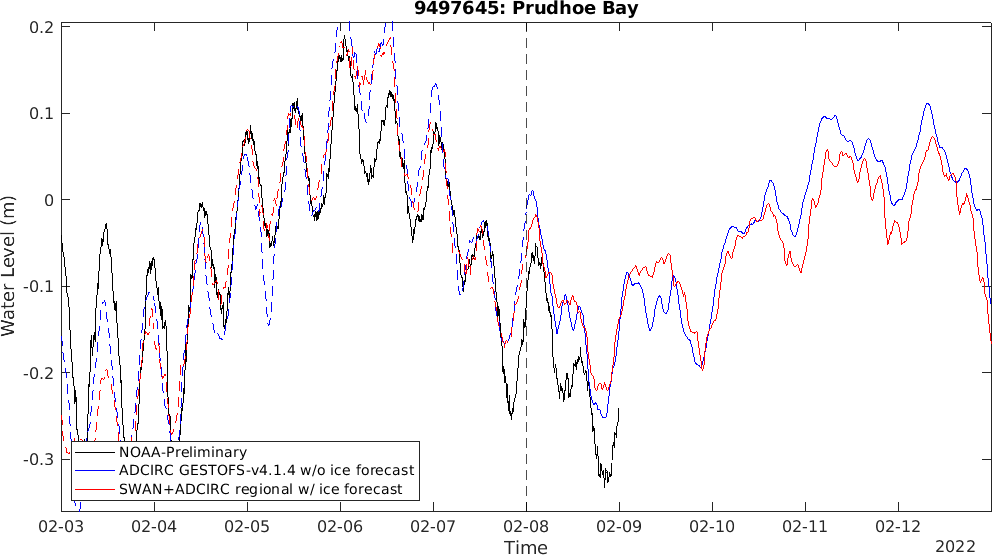 9497645: Prudhoe Bay
Water Level (m)
0.2
0.1
0
-0.1
-0.2
-0.3
NOAA-Preliminary
ADCIRC GESTOFS-v4.1.4 w/o ice forecast
SWAN+ADCIRC regional w/ ice forecast
02-03 02-04 02-05 02-06 02-07 02-08 02-09 02-10 02-11 02-12
Time
2022